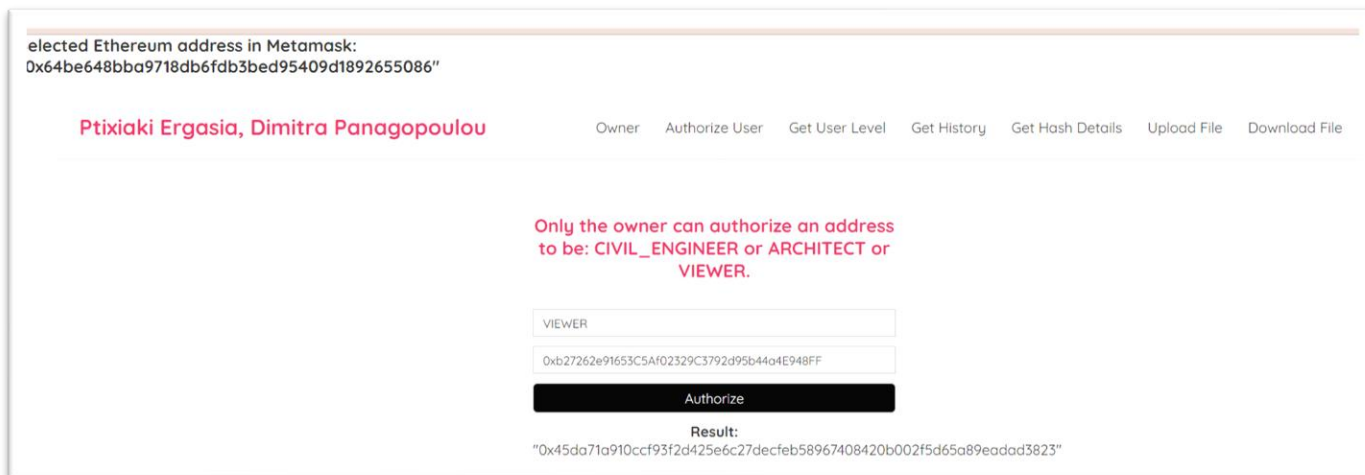 elected Ethereum address in Metamask:
0x64be648bba9718db6fdb3bed95409d1892655086"
Ptixiaki Ergasia, Dimitra Panagopoulou
Owner Authorize User Get User Level Get History Get Hash Details Upload File Download File
Only the owner can authorize an address
to be: CIVIL_ENGINEER or ARCHITECT or
VIEWER.
VIEWER
0xb27262e91653C5Af02329C3792d95b44a4E948FF
Authorize
Result:
"0x45da71a910ccf93f2d425e6c27decfeb58967408420b002f5d65a89eadad3823"